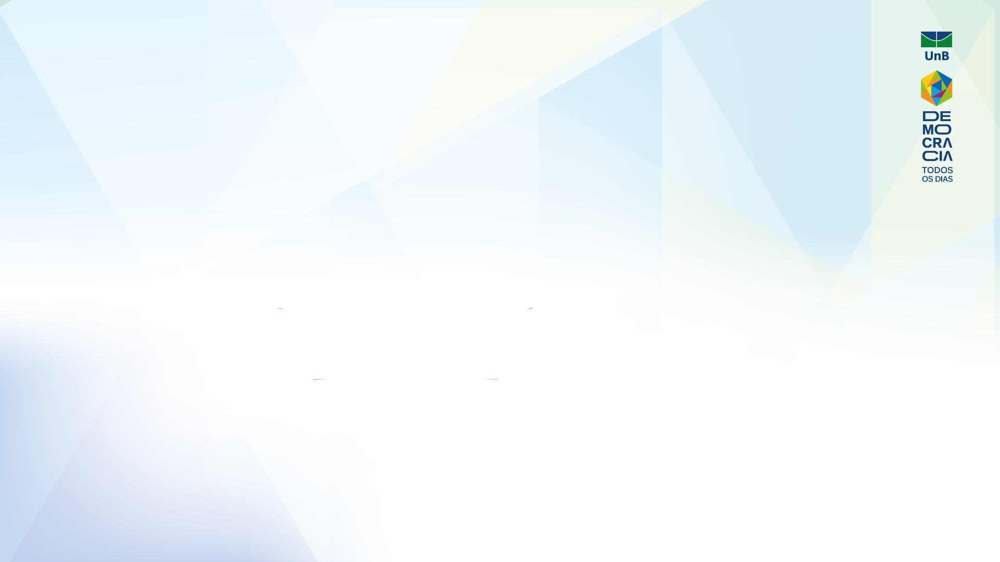 UnB
DE
MO
CRA
CIA
TODOS
OS DIAS